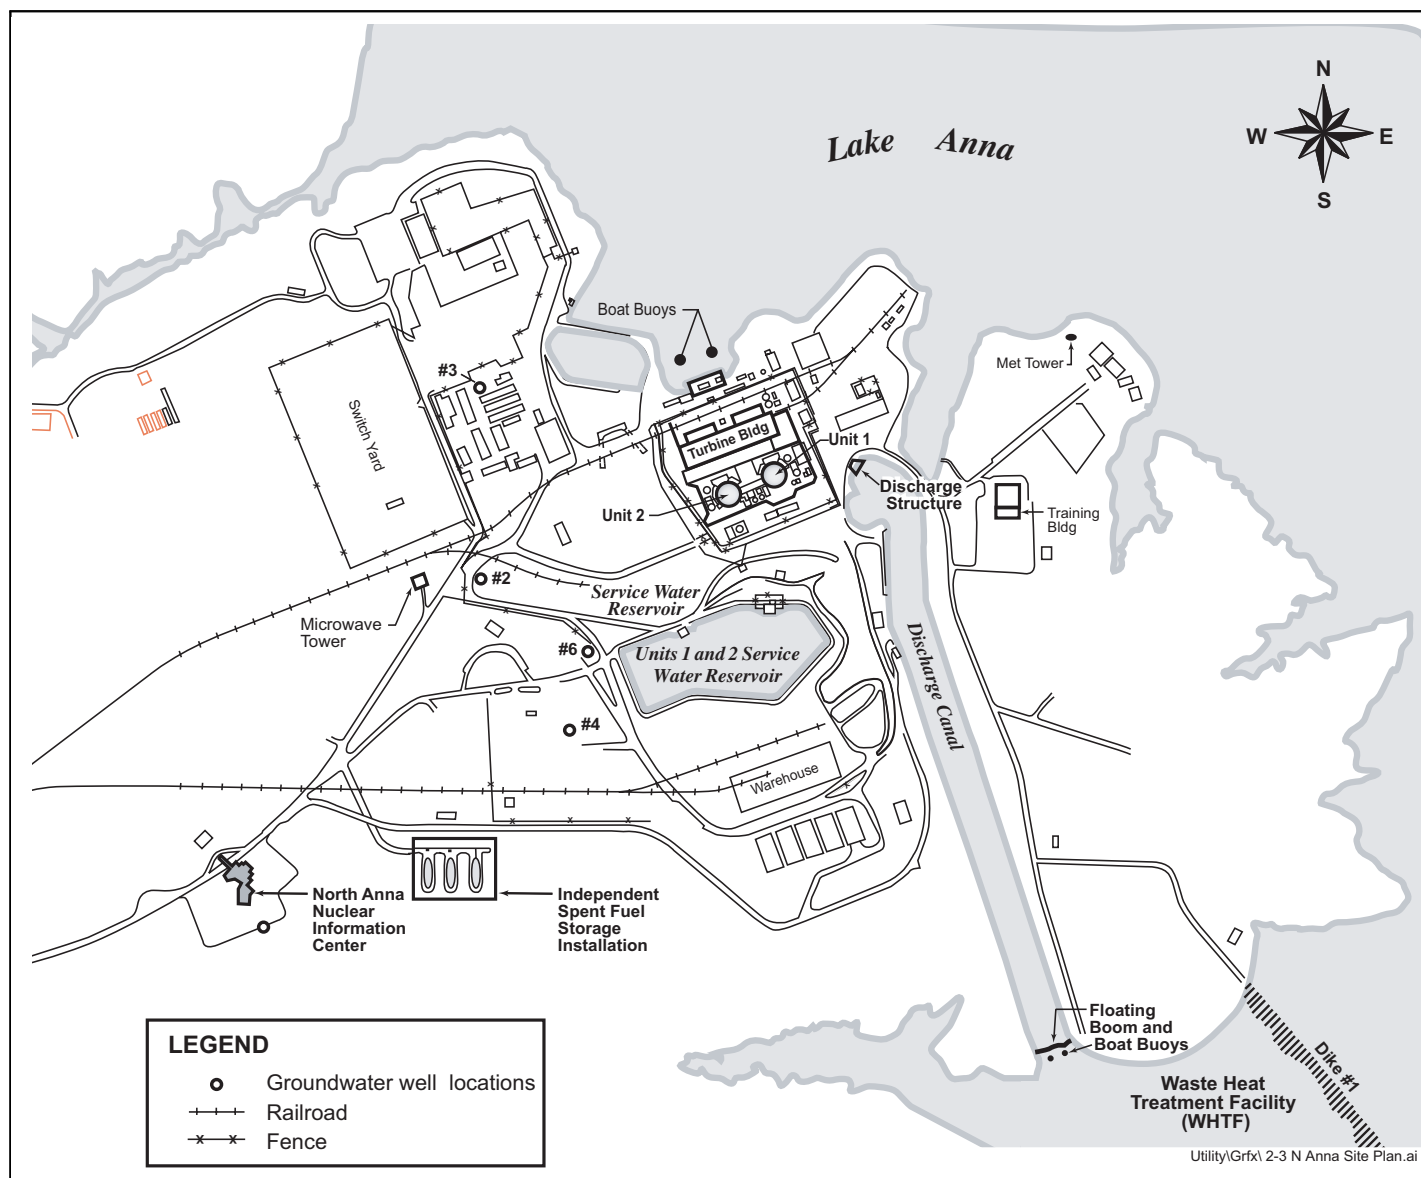 N
W E
S
Lake Anna
Boat Buoys
Met Tower
#3
Switch Yard
Turbine Bldg
Unit 1
Discharge
Structure
Unit 2
Training
Bldg
#2
Service Water
Reservoir
Microwave
Tower
#6
Units 1 and 2 Service
Water Reservoir
Discharge Canal
#4
Warehouse
North Anna
Nuclear
Information
Center
Independent
Spent Fuel
Storage
Installation
Floating
Boom and
Boat Buoys
Dike #1
Waste Heat
Treatment Facility
(WHTF)
LEGEND
Groundwater well locations
Railroad
Fence
Utility\Grfx\ 2-3 N Anna Site Plan.ai